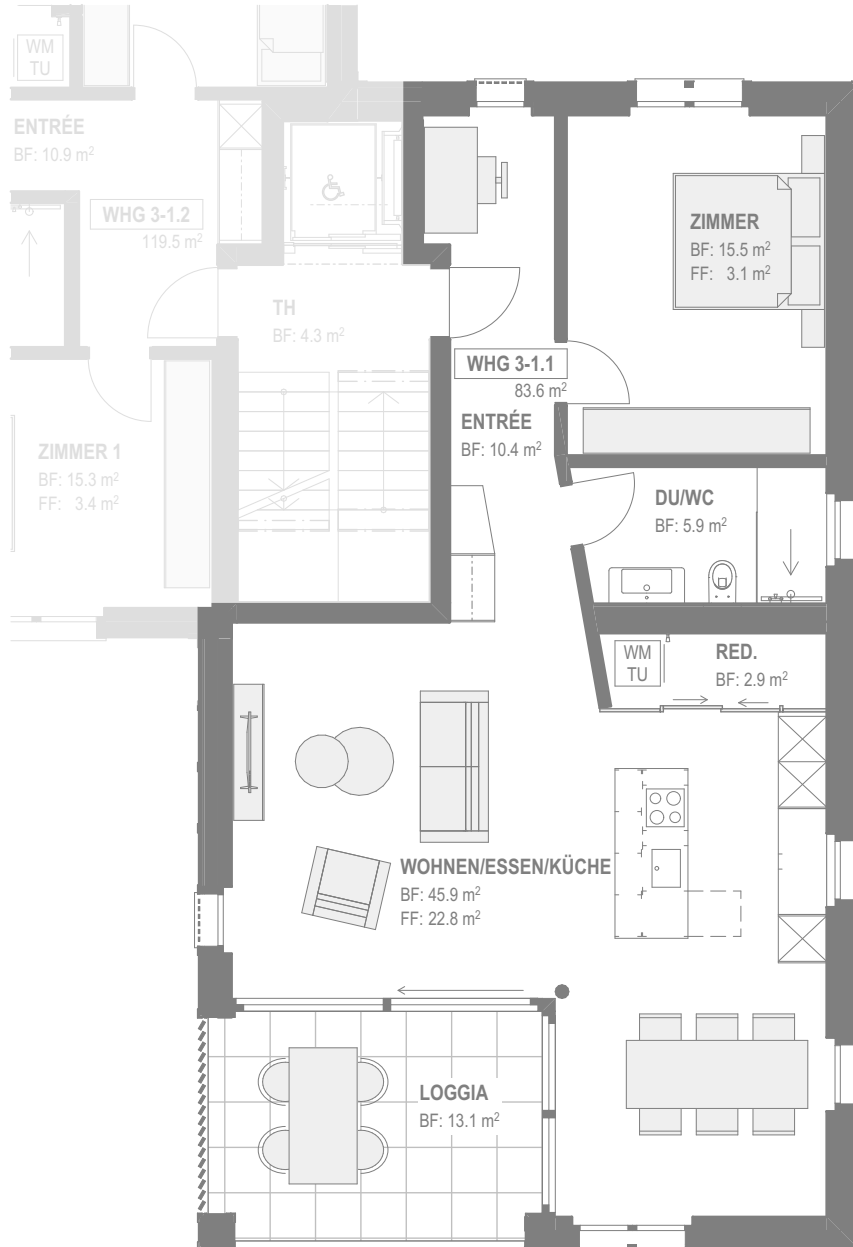 WM
TU
ENTRÉE
BF: 10.9 m²
WHG 3-1.2
119.5 m²
TH
BF: 4.3 m²
ZIMMER 1
BF: 15.3 m²
FF: 3.4 m²
ZIMMER
BF: 15.5 m²
FF: 3.1 m²
WHG 3-1.1
83.6 m²
ENTRÉE
BF: 10.4 m²
DU/WC
BF: 5.9 m²
WM
TU
RED.
BF: 2.9 m²
WOHNEN/ESSEN/KÜCHE
BF: 45.9 m²
FF: 22.8 m²
LOGGIA
BF: 13.1 m²